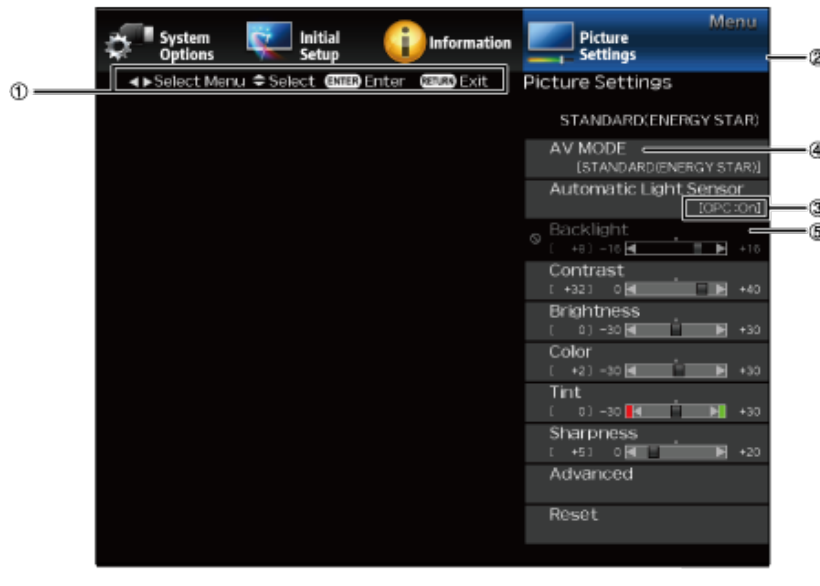 Menu
System Options
Initial Setup
Information
Picture Settings
②
①
◀▶Select Menu ◆Select ENTER Enter RETURN Exit
Picture Settings
STANDARD(ENERGY STAR)
AV MODE
④
[STANDARD(ENERGY STAR)]
Automatic Light Sensor
[OPC:On]
③
Backlight
⑤
[ +8] -16 +16
Contrast
[ +32] 0 +40
Brightness
[ 0] -30 +30
Color
[ +2] -30 +30
Tint
[ 0] -30 +30
Sharpness
[ +5] 0 +20
Advanced
Reset